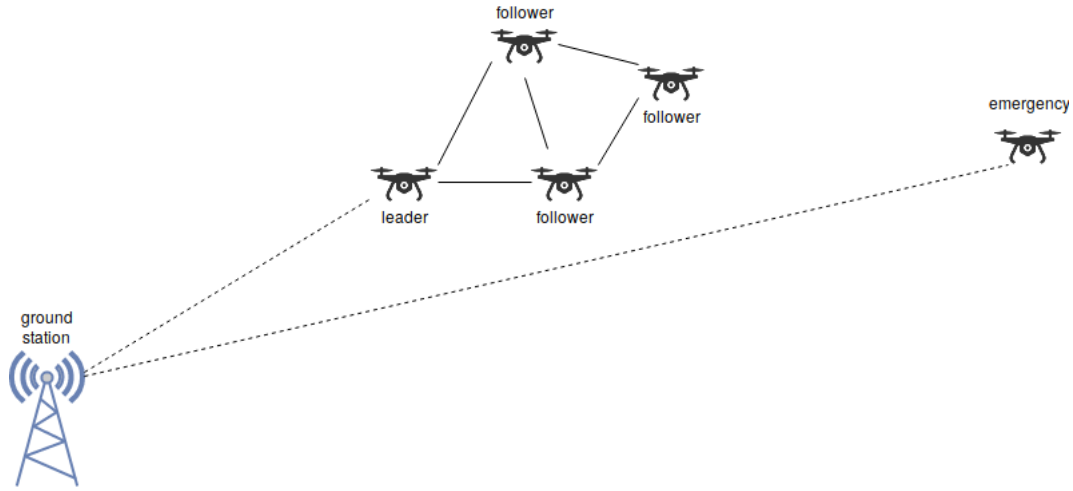 follower
follower
emergency
leader
follower
ground
station